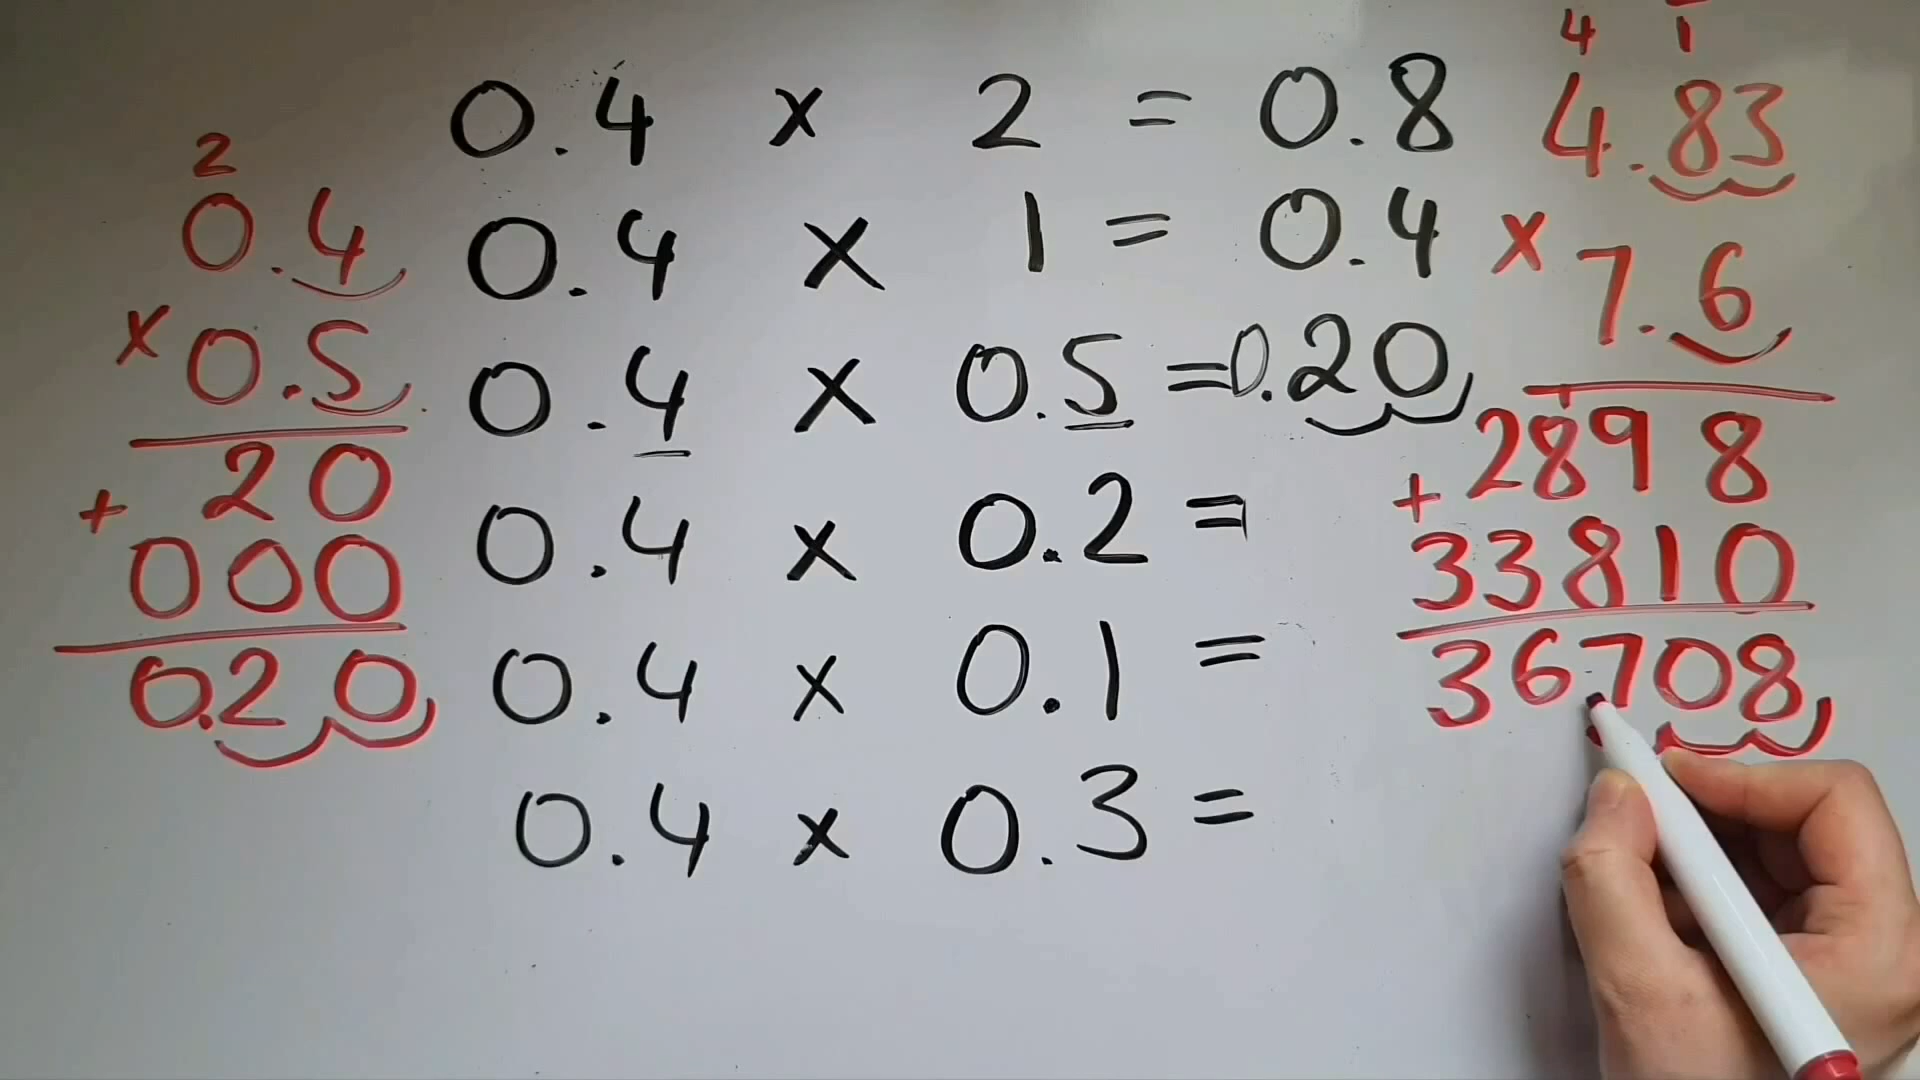 2
0.4
× 0.5
20
+ 000
0.20
0.4 × 2 = 0.8
0.4 × 1 = 0.4
0.4 × 0.5 = 0.20
0.4 × 0.2 =
0.4 × 0.1 =
0.4 × 0.3 =
4 1
4.83
× 7.6
1
2898
+ 33810
36708